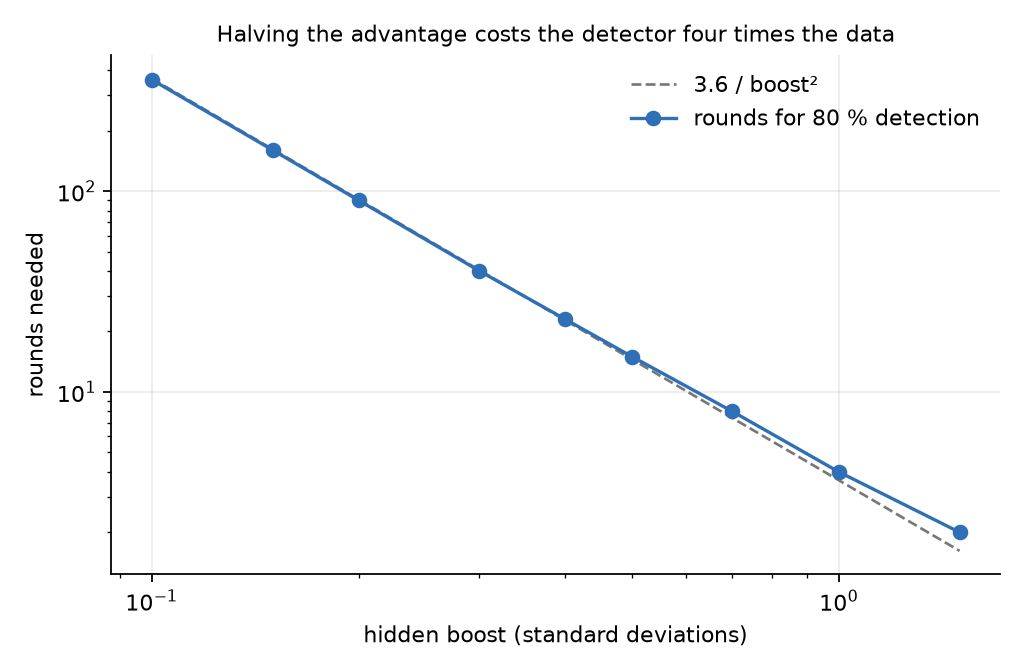 Halving the advantage costs the detector four times the data
3.6 / boost²
rounds for 80 % detection
rounds needed
10²
10¹
10⁻¹
10⁰
hidden boost (standard deviations)